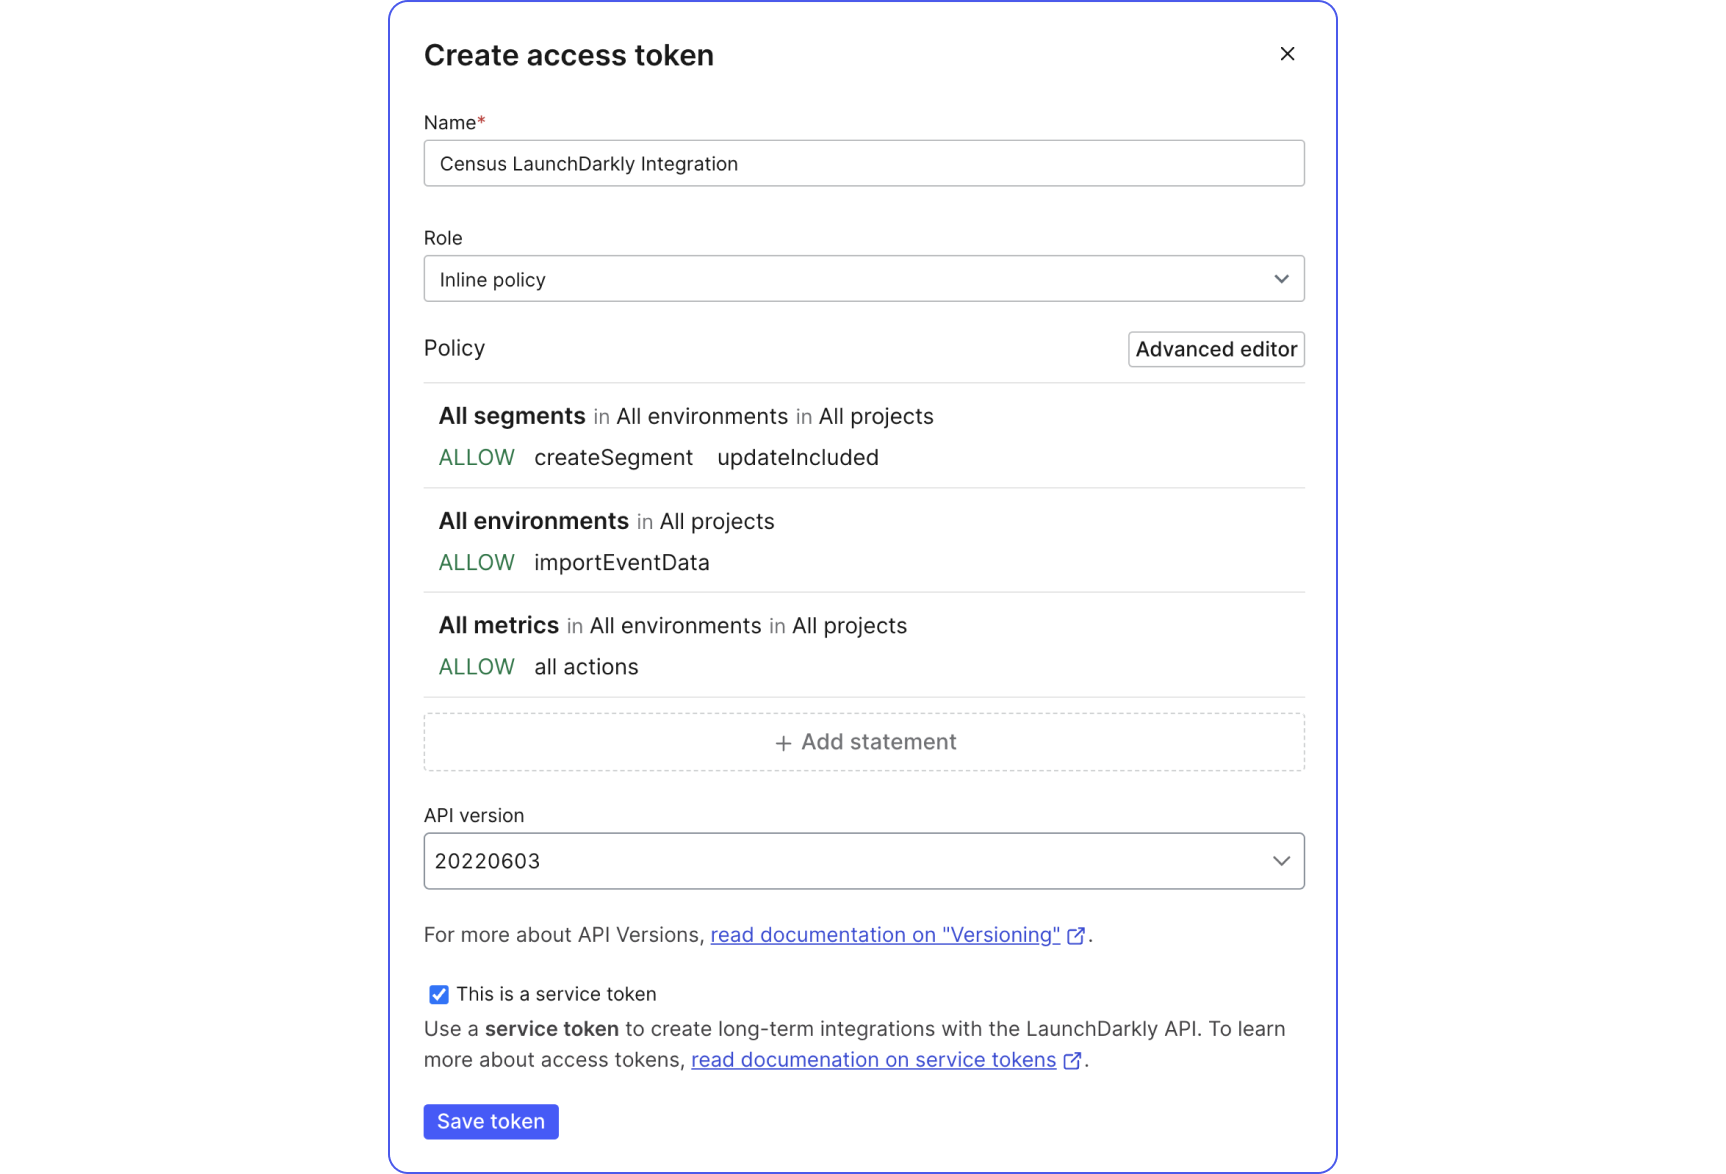 Create access token
Name*
Census LaunchDarkly Integration
Role
Inline policy
Policy
Advanced editor
All segments in All environments in All projects
ALLOW createSegment updateIncluded
All environments in All projects
ALLOW importEventData
All metrics in All environments in All projects
ALLOW all actions
+ Add statement
API version
20220603
For more about API Versions, read documentation on "Versioning".
This is a service token
Use a service token to create long-term integrations with the LaunchDarkly API. To learn
more about access tokens, read documenation on service tokens.
Save token